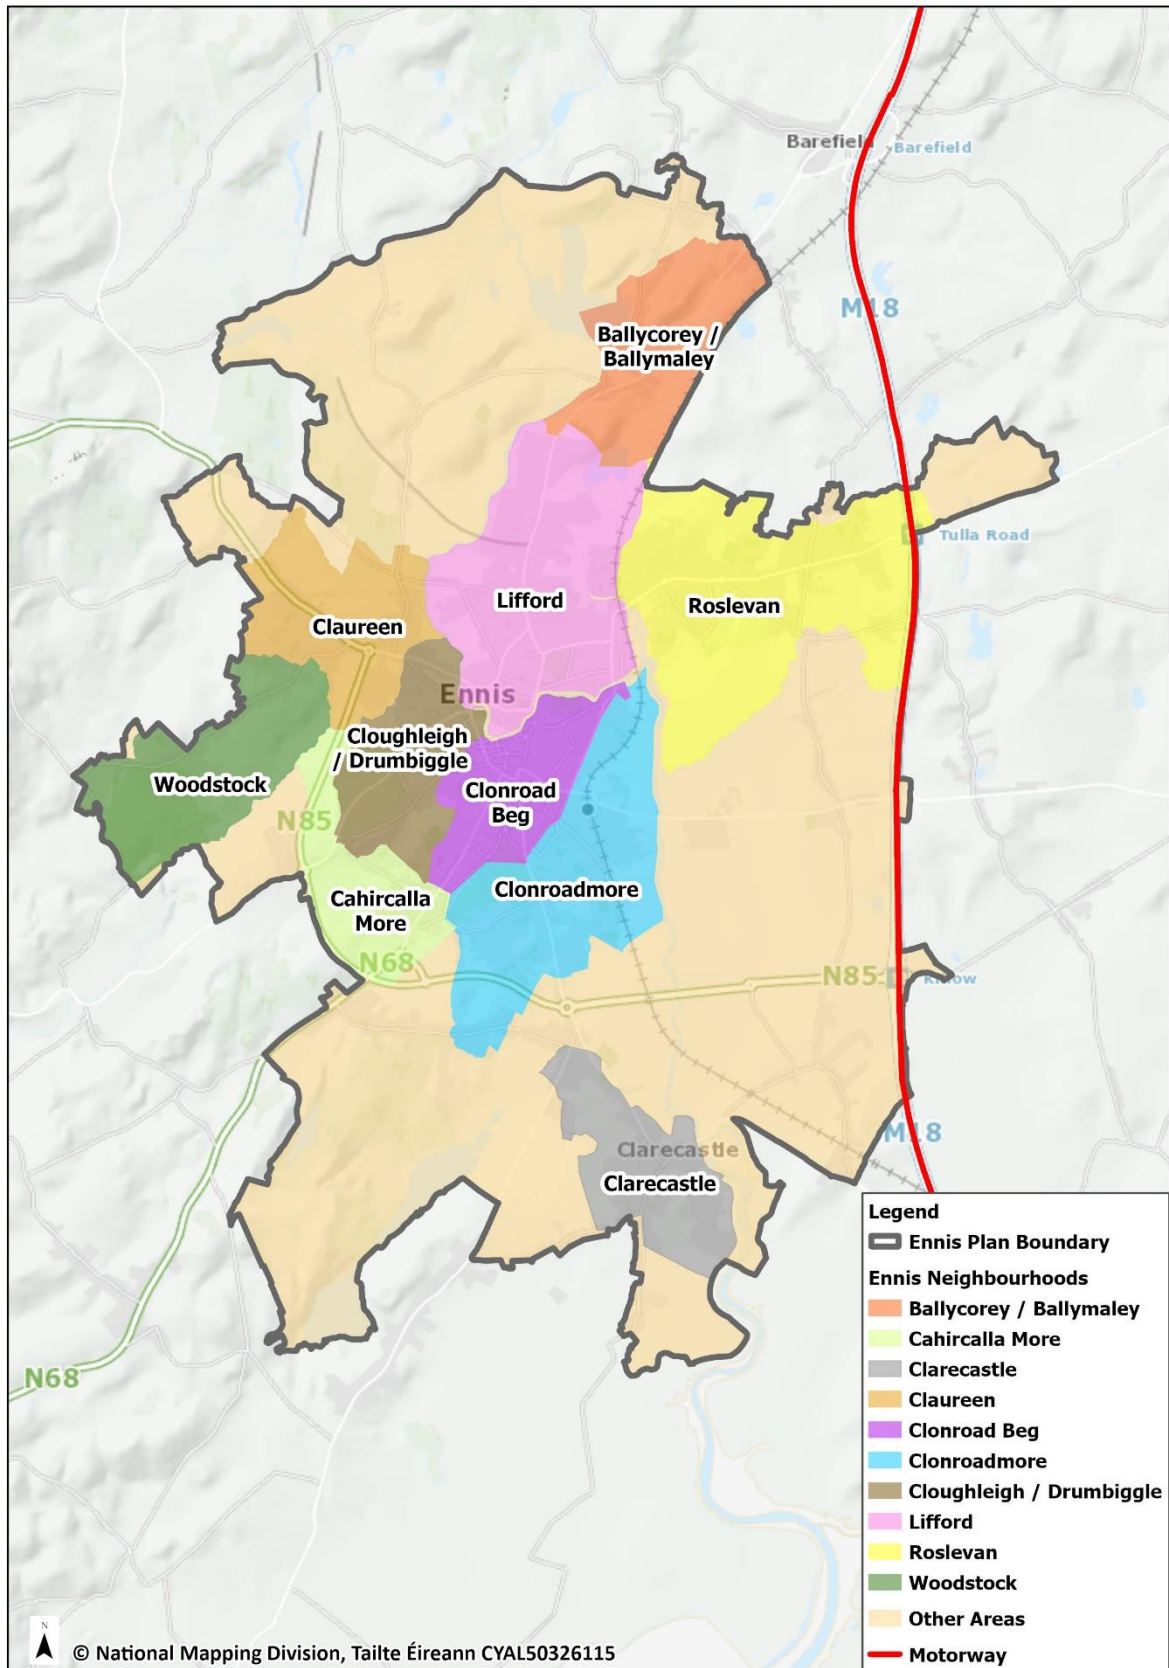 Barefield
Barefield
M18
Ballycorey /
Ballymaley
Tulla Road
Lifford
Roslevan
Claureen
Ennis
Cloughleigh
/ Drumbiggle
Woodstock
Clonroad
Beg
N85
Clonroadmore
Cahircalla
More
N68
N85
Clarecastle
M18
Clarecastle
N68
Legend
Ennis Plan Boundary
Ennis Neighbourhoods
Ballycorey / Ballymaley
Cahircalla More
Clarecastle
Claureen
Clonroad Beg
Clonroadmore
Cloughleigh / Drumbiggle
Lifford
Roslevan
Woodstock
Other Areas
Motorway
N
© National Mapping Division, Tailte Éireann CYAL50326115